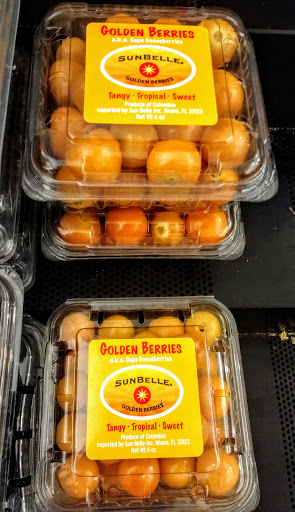 GOLDEN BERRIES
a.k.a. Cape Gooseberries
SUNBELLE®
GOLDEN BERRIES
Tangy · Tropical · Sweet
Produce of Colombia
Imported by Sun Belle Inc. Miami, FL 33122
Net Wt 6 oz
GOLDEN BERRIES
a.k.a. Cape Gooseberries
SUNBELLE®
GOLDEN BERRIES
Tangy · Tropical · Sweet
Produce of Colombia
Imported by Sun Belle Inc. Miami, FL 33122
Net Wt 6 oz